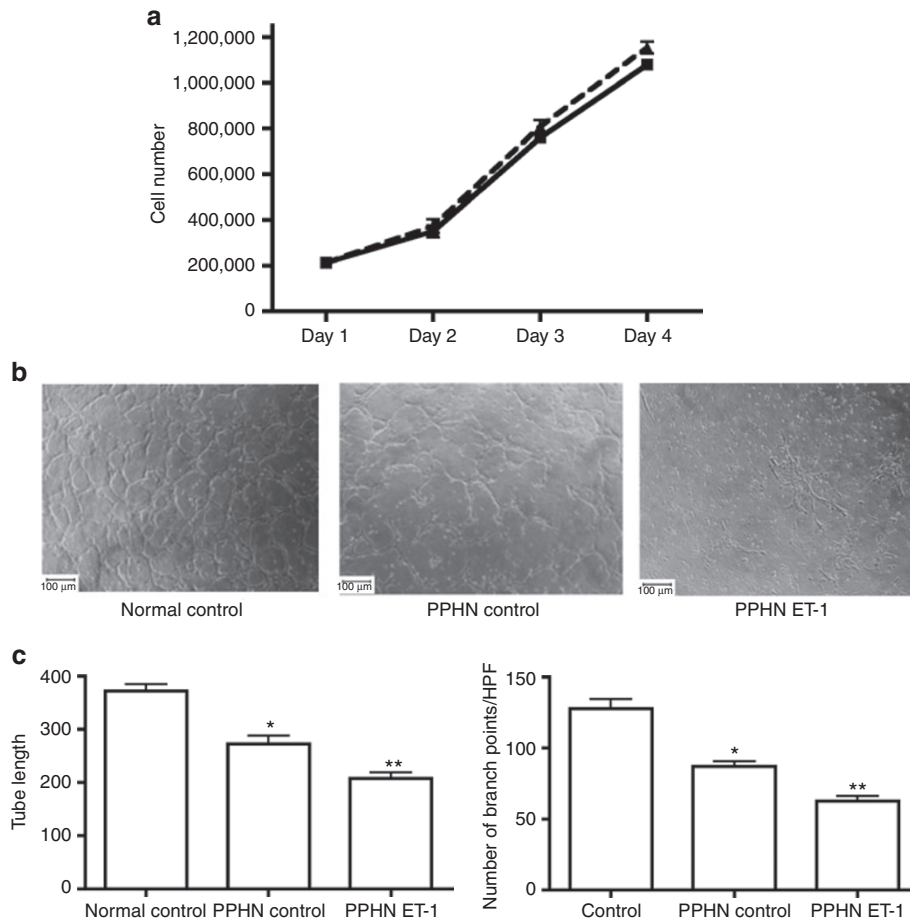 a
1,200,000
1,000,000
800,000
600,000
400,000
200,000
0
Cell number
Day 1 Day 2 Day 3 Day 4
b
100 μm
100 μm
100 μm
Normal control PPHN control PPHN ET-1
c
400
300
200
100
0
Tube length
*
**
Normal control PPHN control PPHN ET-1
150
100
50
0
Number of branch points/HPF
*
**
Control PPHN control PPHN ET-1